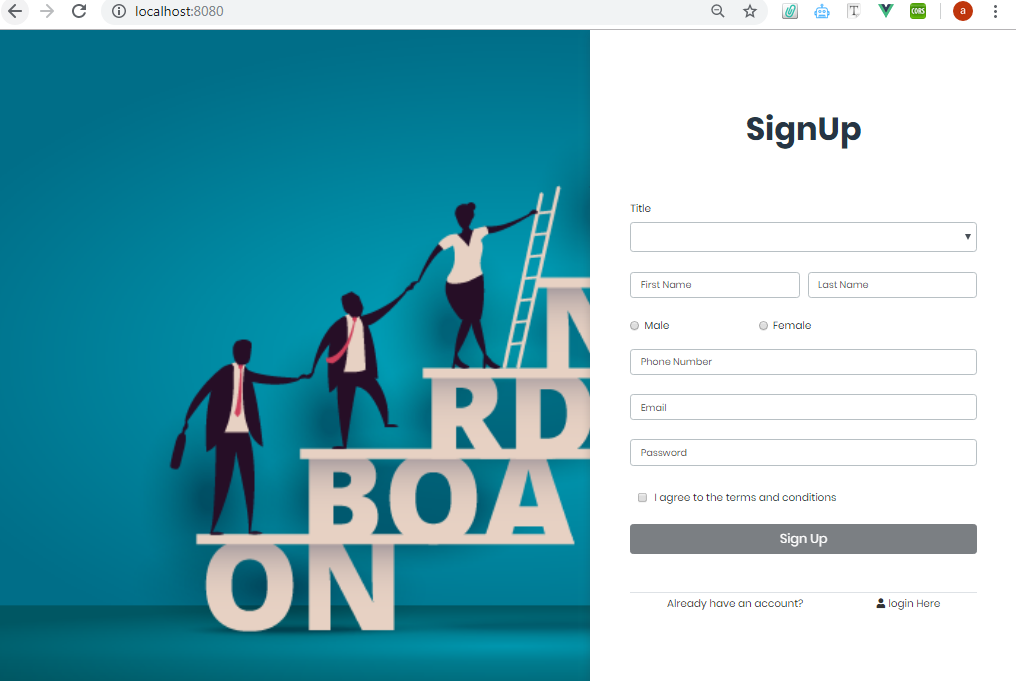 localhost:8080
T
CORS
a
SignUp
Title
First Name Last Name
Male Female
Phone Number
Email
Password
I agree to the terms and conditions
Sign Up
Already have an account? login Here
N
RD
BOA
ON